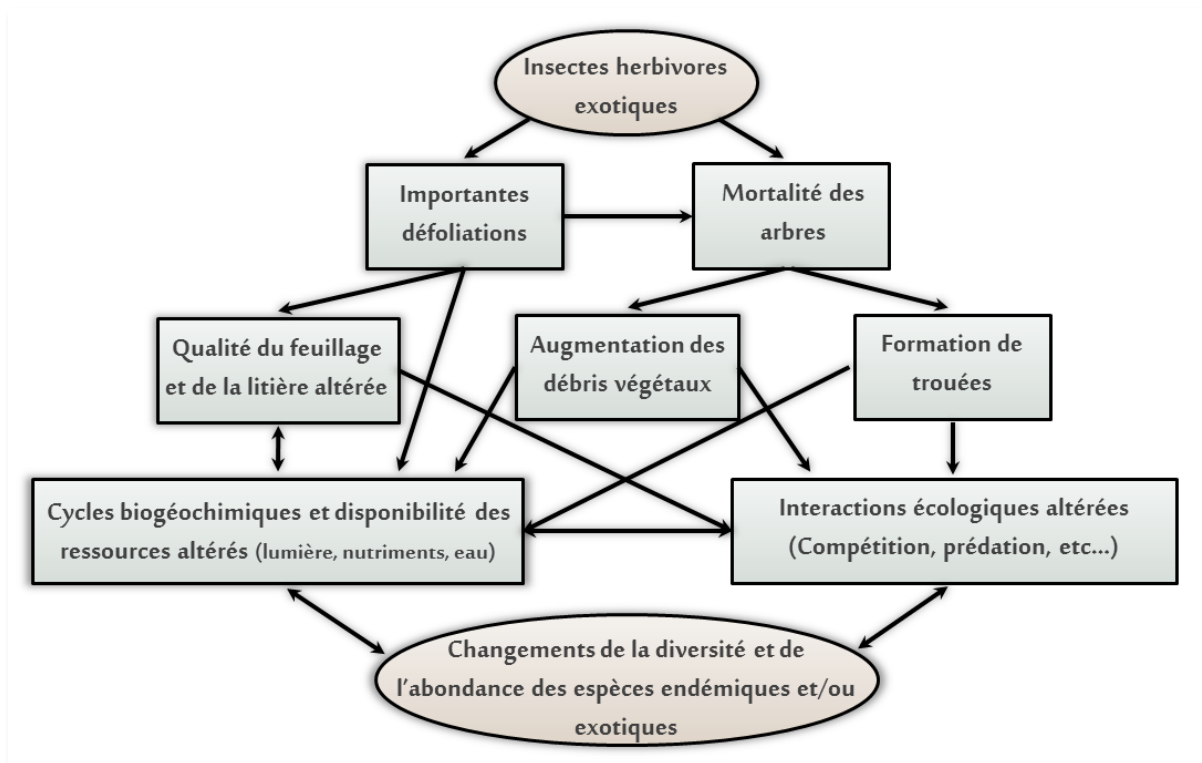 Insectes herbivores
exotiques
Importantes
défoliations
Mortalité des
arbres
Qualité du feuillage
et de la litière altérée
Augmentation des
débris végétaux
Formation de
trouées
Cycles biogéochimiques et disponibilité des
ressources altérés (lumière, nutriments, eau)
Interactions écologiques altérées
(Compétition, prédation, etc...)
Changements de la diversité et de
l'abondance des espèces endémiques et/ou
exotiques